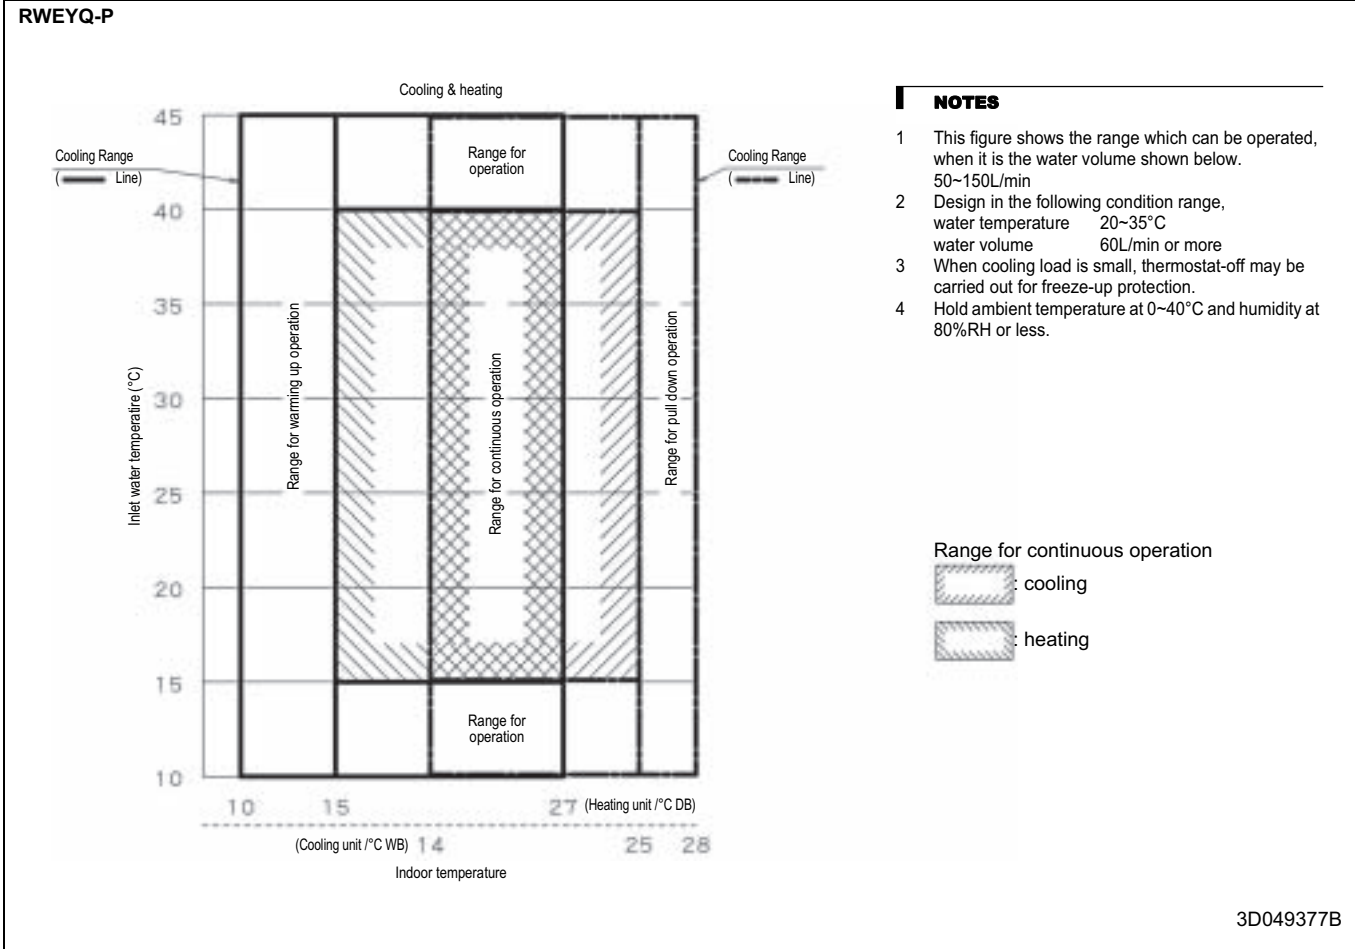 RWEYQ-P
Cooling & heating
45
40
35
30
25
20
15
10
Cooling Range
( Line)
Cooling Range
( Line)
Range for
operation
Inlet water temperatire (°C)
Range for warming up operation
Range for continuous operation
Range for pull down operation
Range for
operation
10 15 27 (Heating unit /°C DB)
(Cooling unit /°C WB) 14 25 28
Indoor temperature
NOTES
1 This figure shows the range which can be operated,
when it is the water volume shown below.
50~150L/min
2 Design in the following condition range,
water temperature 20~35°C
water volume 60L/min or more
3 When cooling load is small, thermostat-off may be
carried out for freeze-up protection.
4 Hold ambient temperature at 0~40°C and humidity at
80%RH or less.
Range for continuous operation
: cooling
: heating
3D049377B